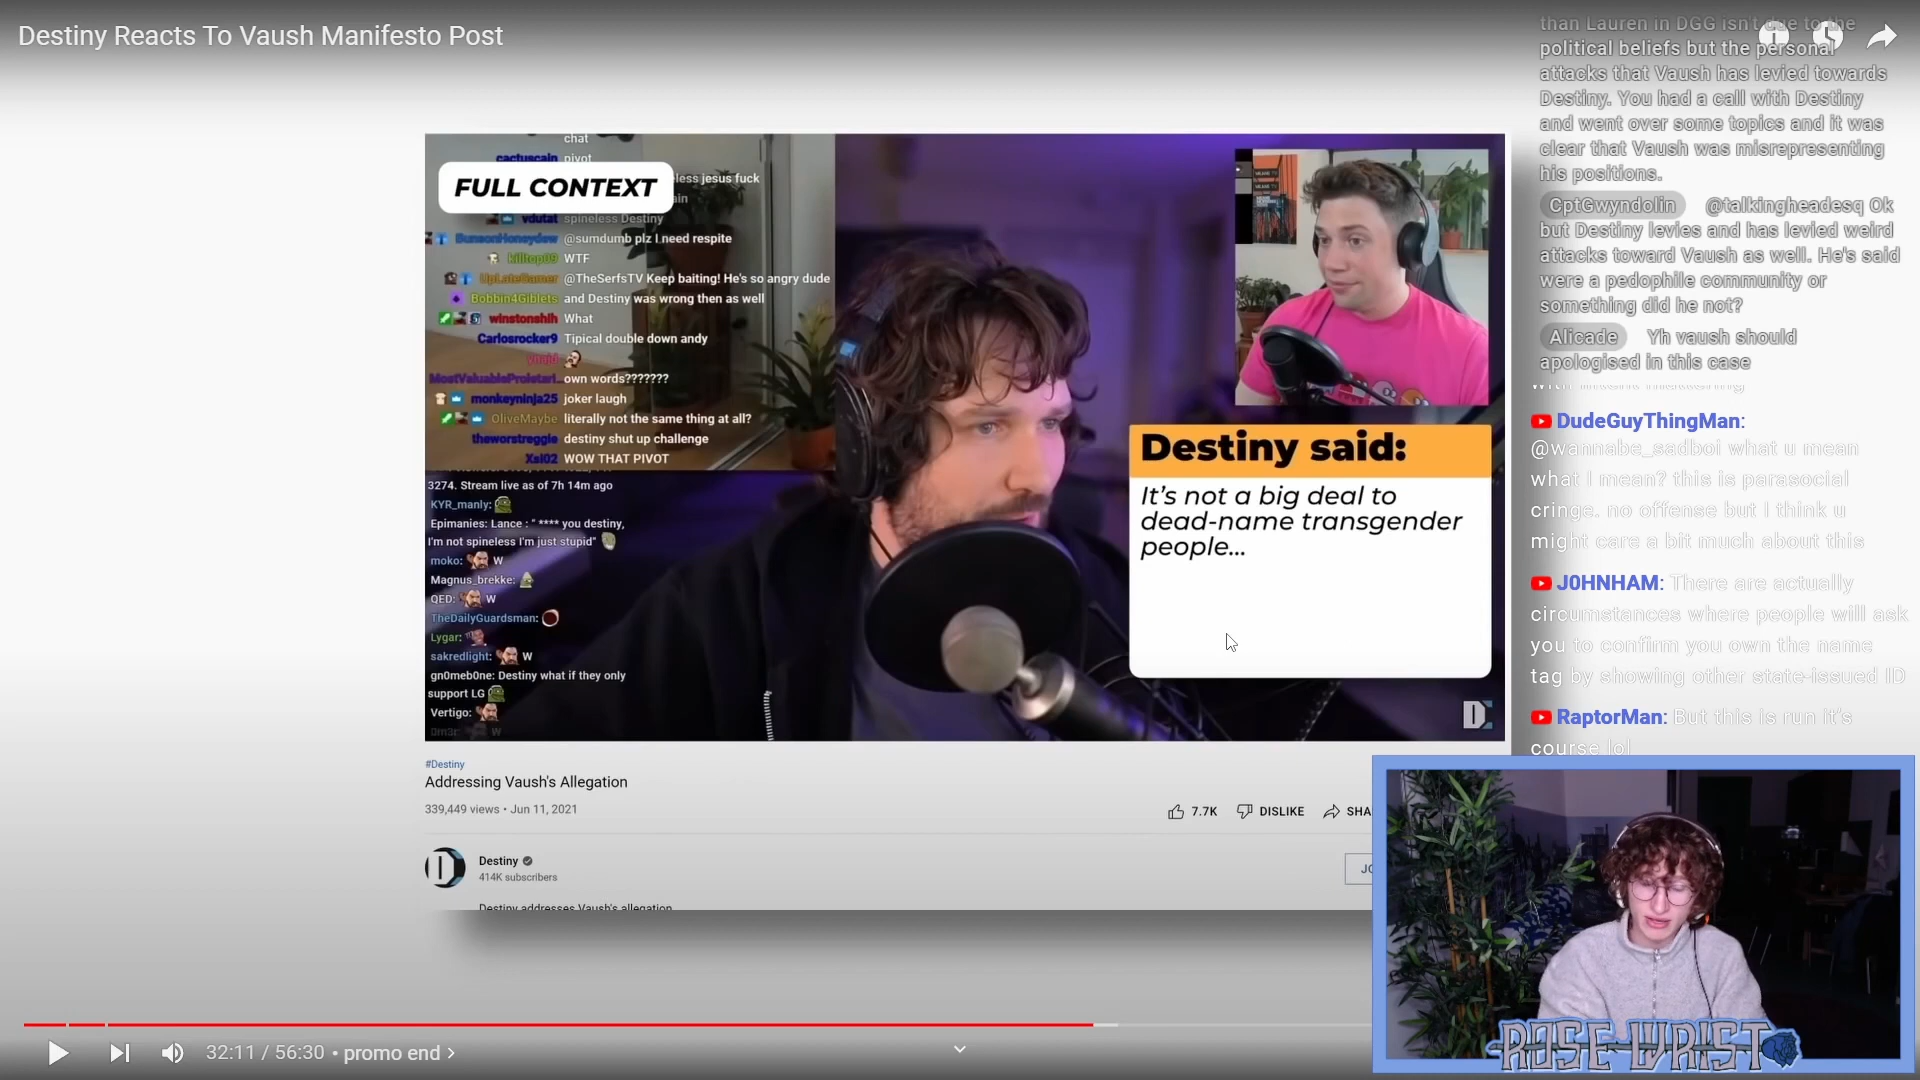 Destiny Reacts To Vaush Manifesto Post
than Lauren in DGG isn't due to the
political beliefs but the personal
attacks that Vaush has levied towards
Destiny. You had a call with Destiny
and went over some topics and it was
clear that Vaush was misrepresenting
his positions.
CptGwyndolin @talkingheadesq Ok
but Destiny levies and has levied weird
attacks toward Vaush as well. He's said
were a pedophile community or
something did he not?
Alicade Yh vaush should
apologised in this case
DudeGuyThingMan:
@wannabe_sadboi what u mean
what I mean? this is parasocial
cringe. no offense but I think u
might care a bit much about this
J0HNHAM: There are actually
circumstances where people will ask
you to confirm you own the name
tag by showing other state-issued ID
RaptorMan: But this is run it's
course lol
chat
cactuscain pivot
FULL CONTEXT
less jesus fuck
vdutat spineless Destiny
BunsonHoneydew @sumdumb plz I need respite
killtop09 WTF
UpLateGamer @TheSerfsTV Keep baiting! He's so angry dude
Bobbin4Giblets and Destiny was wrong then as well
winstonshih What
Carlosrocker9 Tipical double down andy
own words???????
monkeyninja25 joker laugh
OliveMaybe literally not the same thing at all?
theworstreggie destiny shut up challenge
Xsi02 WOW THAT PIVOT
3274. Stream live as of 7h 14m ago
KYR_manly:
Epimanies: Lance : " **** you destiny,
I'm not spineless I'm just stupid"
moko: W
Magnus_brekke:
QED: W
TheDailyGuardsman:
Lygar:
sakredlight: W
gn0meb0ne: Destiny what if they only
support LG
Vertigo:
Dm3r: W
Destiny said:
It's not a big deal to
dead-name transgender
people...
D
#Destiny
Addressing Vaush's Allegation
339,449 views • Jun 11, 2021
7.7K DISLIKE SHA
Destiny
414K subscribers
JO
Destiny addresses Vaush's allegation
32:11 / 56:30 • promo end >
ROSE WRIST